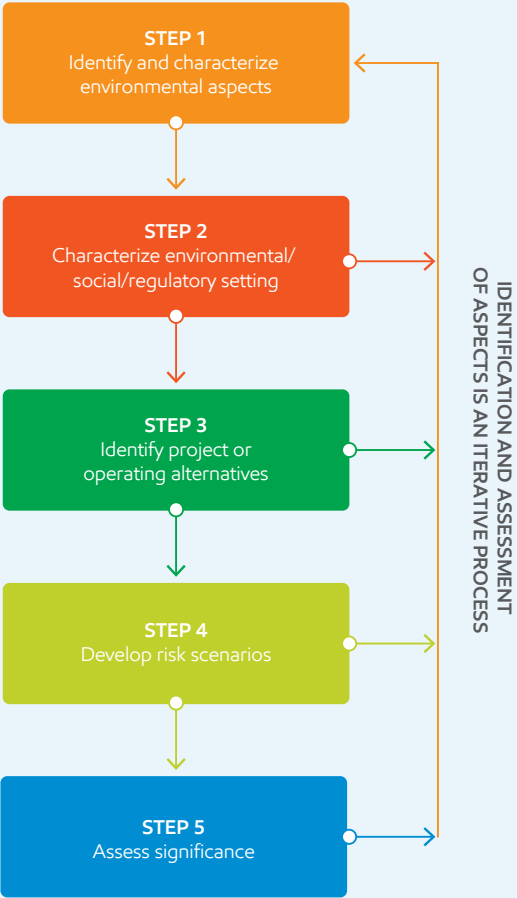 STEP 1
Identify and characterize
environmental aspects
STEP 2
Characterize environmental/
social/regulatory setting
STEP 3
Identify project or
operating alternatives
STEP 4
Develop risk scenarios
STEP 5
Assess significance
IDENTIFICATION AND ASSESSMENT
OF ASPECTS IS AN ITERATIVE PROCESS